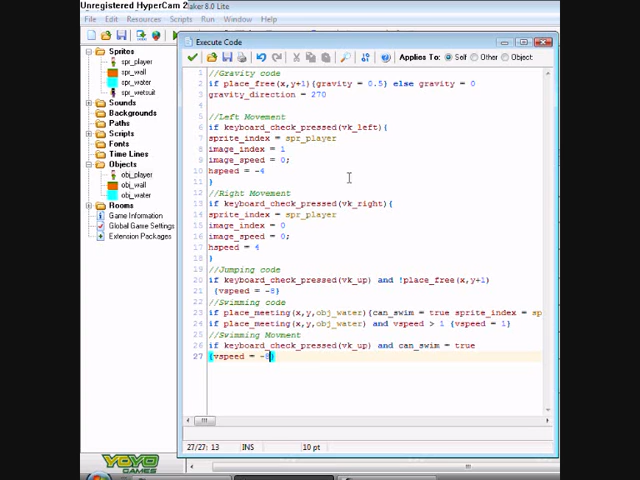 Unregistered HyperCam 2
aker 8.0 Lite
File Edit Resources Scripts Run Window Help
Execute Code
Applies To: Self Other Object
Sprites
spr_player
spr_wall
spr_water
spr_wetsuit
Sounds
Backgrounds
Paths
Scripts
Fonts
Time Lines
Objects
obj_player
obj_wall
obj_water
Rooms
Game Information
Global Game Settings
Extension Packages
1 //Gravity code
2 if place_free(x,y+1){gravity = 0.5} else gravity = 0
3 gravity_direction = 270
4
5 //Left Movement
6 if keyboard_check_pressed(vk_left){
7 sprite_index = spr_player
8 image_index = 1
9 image_speed = 0;
10 hspeed = -4
11 }
12 //Right Movement
13 if keyboard_check_pressed(vk_right){
14 sprite_index = spr_player
15 image_index = 0
16 image_speed = 0;
17 hspeed = 4
18 }
19 //Jumping code
20 if keyboard_check_pressed(vk_up) and !place_free(x,y+1)
21 {vspeed = -8}
22 //Swimming code
23 if place_meeting(x,y,obj_water){can_swim = true sprite_index = sp
24 if place_meeting(x,y,obj_water) and vspeed > 1 {vspeed = 1}
25 //Swimming Movment
26 if keyboard_check_pressed(vk_up) and can_swim = true
27 {vspeed = -8}
27/27: 13 INS 10 pt
YOYO
GAMES